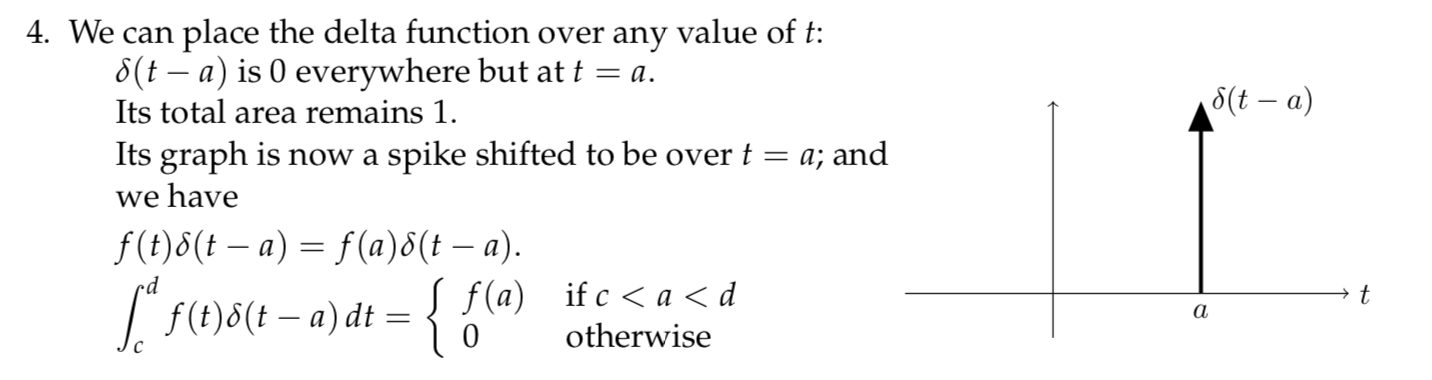 4. We can place the delta function over any value of t:
δ(t − a) is 0 everywhere but at t = a.
Its total area remains 1.
Its graph is now a spike shifted to be over t = a; and
we have
f(t)δ(t − a) = f(a)δ(t − a).
∫_c^d f(t)δ(t − a) dt = { f(a) if c < a < d
0 otherwise
δ(t − a)
t
a